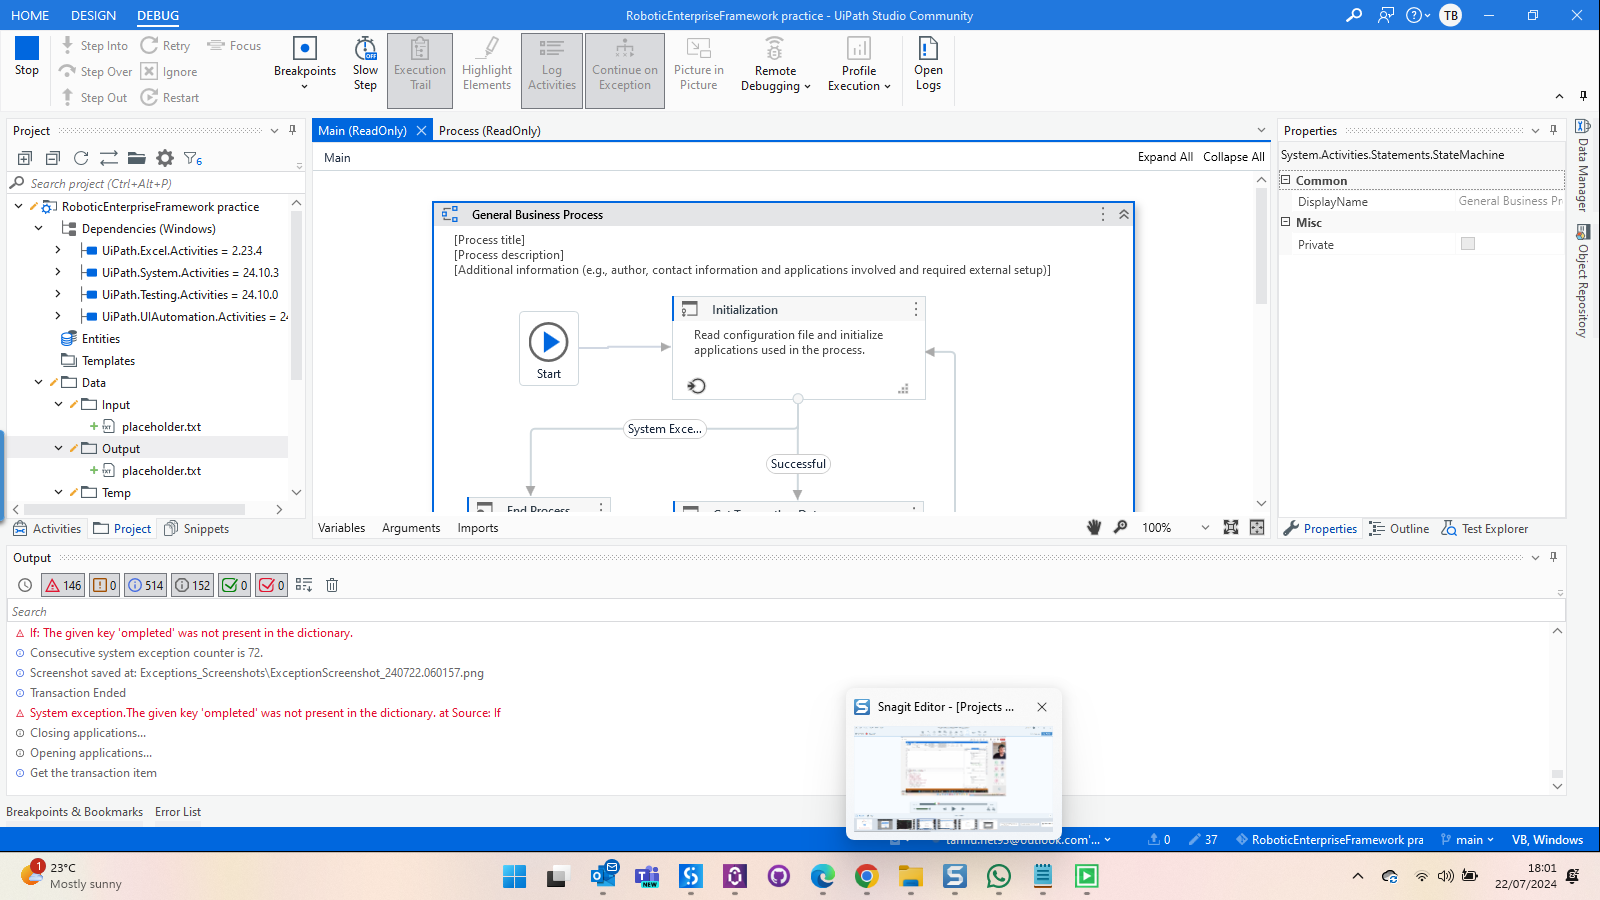 HOME DESIGN DEBUG
RoboticEnterpriseFramework practice - UiPath Studio Community
TB
Stop
Step Into
Step Over
Step Out
Retry
Ignore
Restart
Focus
Breakpoints
Slow Step
Execution Trail
Highlight Elements
Log Activities
Continue on Exception
Picture in Picture
Remote Debugging
Profile Execution
Open Logs
Project
6
Search project (Ctrl+Alt+P)
RoboticEnterpriseFramework practice
Dependencies (Windows)
UiPath.Excel.Activities = 2.23.4
UiPath.System.Activities = 24.10.3
UiPath.Testing.Activities = 24.10.0
UiPath.UIAutomation.Activities = 24
Entities
Templates
Data
Input
placeholder.txt
Output
placeholder.txt
Temp
Activities Project Snippets
Main (ReadOnly) Process (ReadOnly)
Main
Expand All Collapse All
General Business Process
[Process title]
[Process description]
[Additional information (e.g., author, contact information and applications involved and required external setup)]
Start
Initialization
Read configuration file and initialize
applications used in the process.
System Exce...
Successful
End Process
Get Transaction Data
Variables Arguments Imports
100%
Properties
System.Activities.Statements.StateMachine
Common
DisplayName General Business Pr
Misc
Private
Properties Outline Test Explorer
Data Manager
Object Repository
Output
146 0 514 152 0 0
Search
If: The given key 'ompleted' was not present in the dictionary.
Consecutive system exception counter is 72.
Screenshot saved at: Exceptions_Screenshots\ExceptionScreenshot_240722.060157.png
Transaction Ended
System exception.The given key 'ompleted' was not present in the dictionary. at Source: If
Closing applications...
Opening applications...
Get the transaction item
Snagit Editor - [Projects ...
Breakpoints & Bookmarks Error List
0 37 RoboticEnterpriseFramework pra main VB, Windows
1
23°C
Mostly sunny
NEW
18:01
22/07/2024